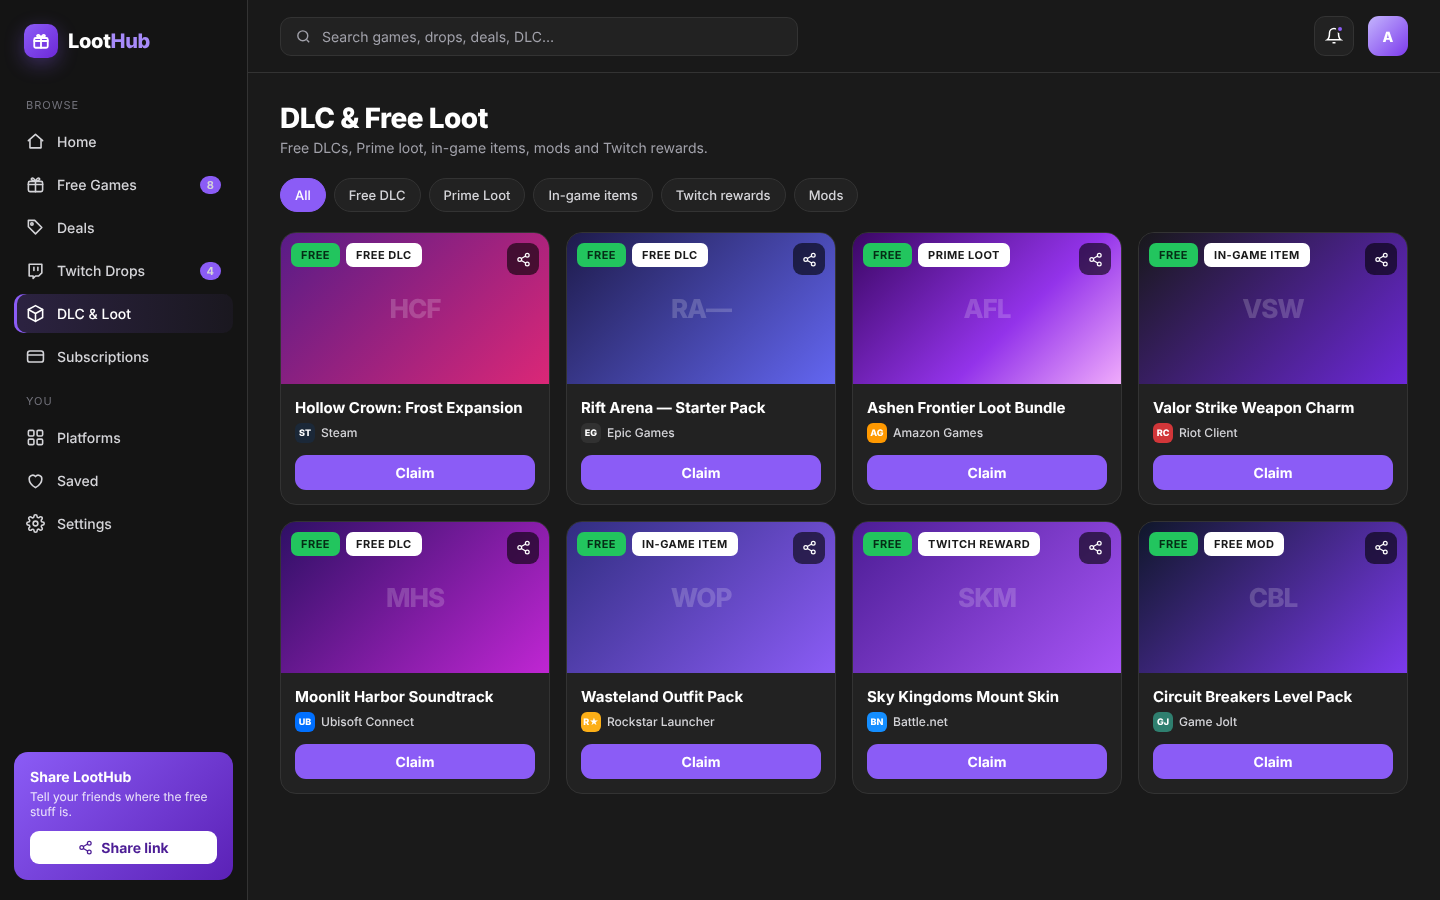 LootHub
Search games, drops, deals, DLC...
A
BROWSE
Home
Free Games 8
Deals
Twitch Drops 4
DLC & Loot
Subscriptions
YOU
Platforms
Saved
Settings
Share LootHub
Tell your friends where the free
stuff is.
Share link
DLC & Free Loot
Free DLCs, Prime loot, in-game items, mods and Twitch rewards.
All Free DLC Prime Loot In-game items Twitch rewards Mods
FREE FREE DLC
HCF
Hollow Crown: Frost Expansion
ST Steam
Claim
FREE FREE DLC
RA—
Rift Arena — Starter Pack
EG Epic Games
Claim
FREE PRIME LOOT
AFL
Ashen Frontier Loot Bundle
AG Amazon Games
Claim
FREE IN-GAME ITEM
VSW
Valor Strike Weapon Charm
RC Riot Client
Claim
FREE FREE DLC
MHS
Moonlit Harbor Soundtrack
UB Ubisoft Connect
Claim
FREE IN-GAME ITEM
WOP
Wasteland Outfit Pack
R★ Rockstar Launcher
Claim
FREE TWITCH REWARD
SKM
Sky Kingdoms Mount Skin
BN Battle.net
Claim
FREE FREE MOD
CBL
Circuit Breakers Level Pack
GJ Game Jolt
Claim